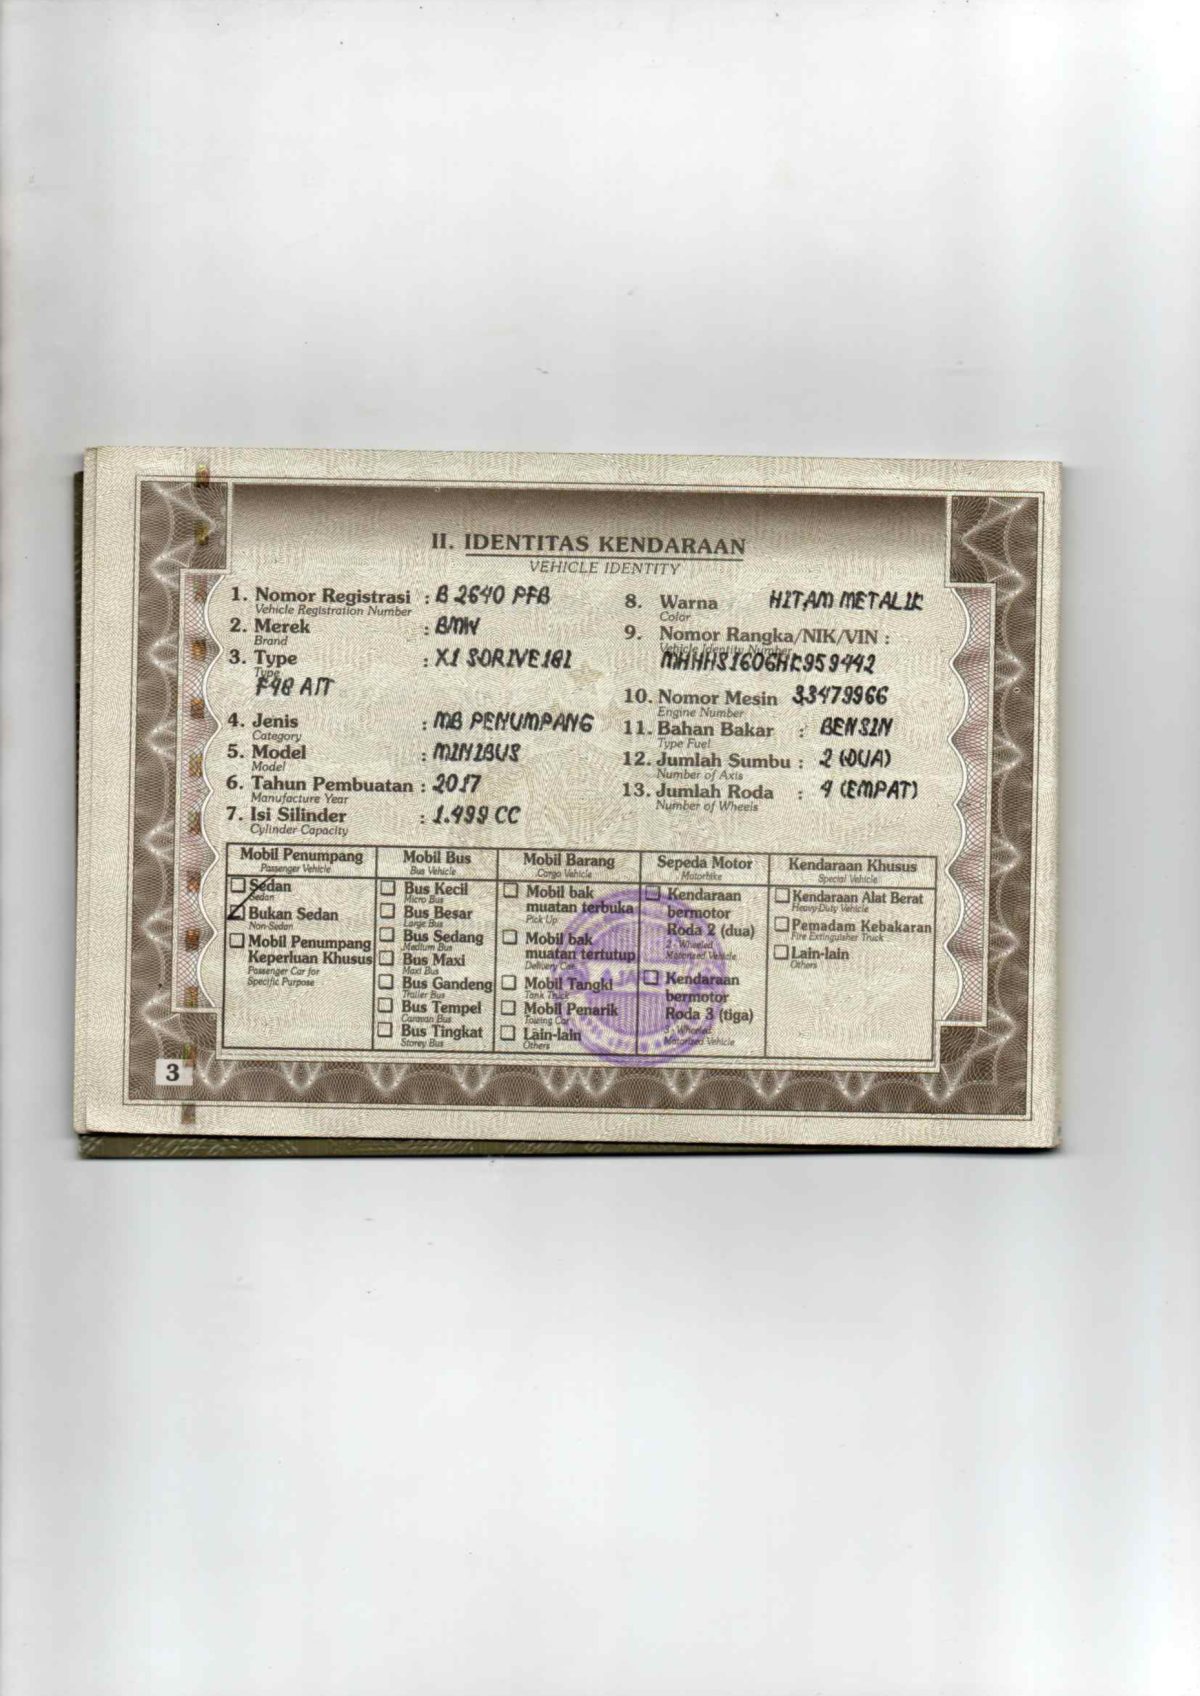 II. IDENTITAS KENDARAAN
VEHICLE IDENTITY
1. Nomor Registrasi : B 2640 PFB
Vehicle Registration Number
2. Merek : BMW
Brand
3. Type : X1 SDRIVE18I
Type
F48 A/T
4. Jenis : MB PENUMPANG
Category
5. Model : MINIBUS
Model
6. Tahun Pembuatan : 2017
Manufacture Year
7. Isi Silinder : 1.499 CC
Cylinder Capacity
8. Warna HITAM METALIK
Color
9. Nomor Rangka/NIK/VIN :
Vehicle Identity Number
10. Nomor Mesin 33479966
Engine Number
11. Bahan Bakar : BENSIN
Type Fuel
12. Jumlah Sumbu : 2 (DUA)
Number of Axis
13. Jumlah Roda : 4 (EMPAT)
Number of Wheels
Mobil Penumpang
Passenger Vehicle
Sedan
Sedan
Bukan Sedan
Non-Sedan
Mobil Penumpang
Keperluan Khusus
Passenger Car for
Specific Purpose
Mobil Bus
Bus Vehicle
Bus Kecil
Micro Bus
Bus Besar
Large Bus
Bus Sedang
Medium Bus
Bus Maxi
Maxi Bus
Bus Gandeng
Trailer Bus
Bus Tempel
Caravan Bus
Bus Tingkat
Storey Bus
Mobil Barang
Cargo Vehicle
Mobil bak
muatan terbuka
Pick Up
Mobil bak
muatan tertutup
Delivery Car
Mobil Tangki
Tank Truck
Mobil Penarik
Towing Car
Lain-lain
Others
Sepeda Motor
Motorbike
Kendaraan
bermotor
Roda 2 (dua)
2 - Wheeled
Motorized Vehicle
Kendaraan
bermotor
Roda 3 (tiga)
3 - Wheeled
Motorized Vehicle
Kendaraan Khusus
Special Vehicle
Kendaraan Alat Berat
Heavy-Duty Vehicle
Pemadam Kebakaran
Fire Extinguisher Truck
Lain-lain
Others
3